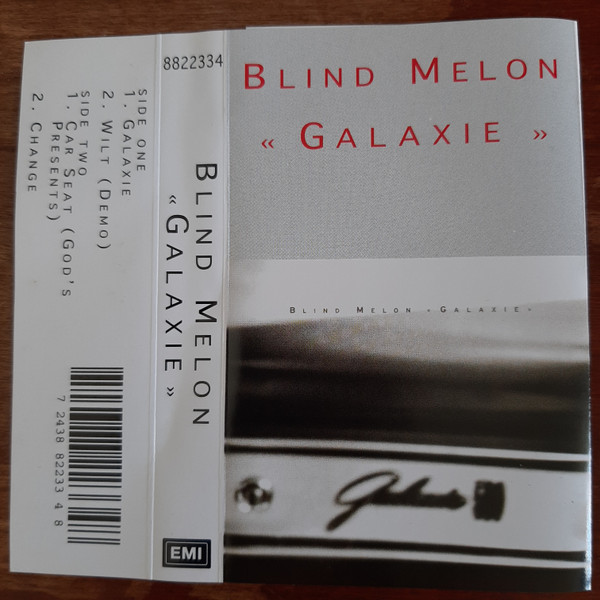 BLIND MELON
« GALAXIE »
BLIND MELON «GALAXIE»
Galaxie
8822334
BLIND MELON
«GALAXIE»
EMI
SIDE ONE
1. GALAXIE
2. WILT (DEMO)
SIDE TWO
1. CAR SEAT (GOD'S
PRESENTS)
2. CHANGE
7 2438 82233 4 8